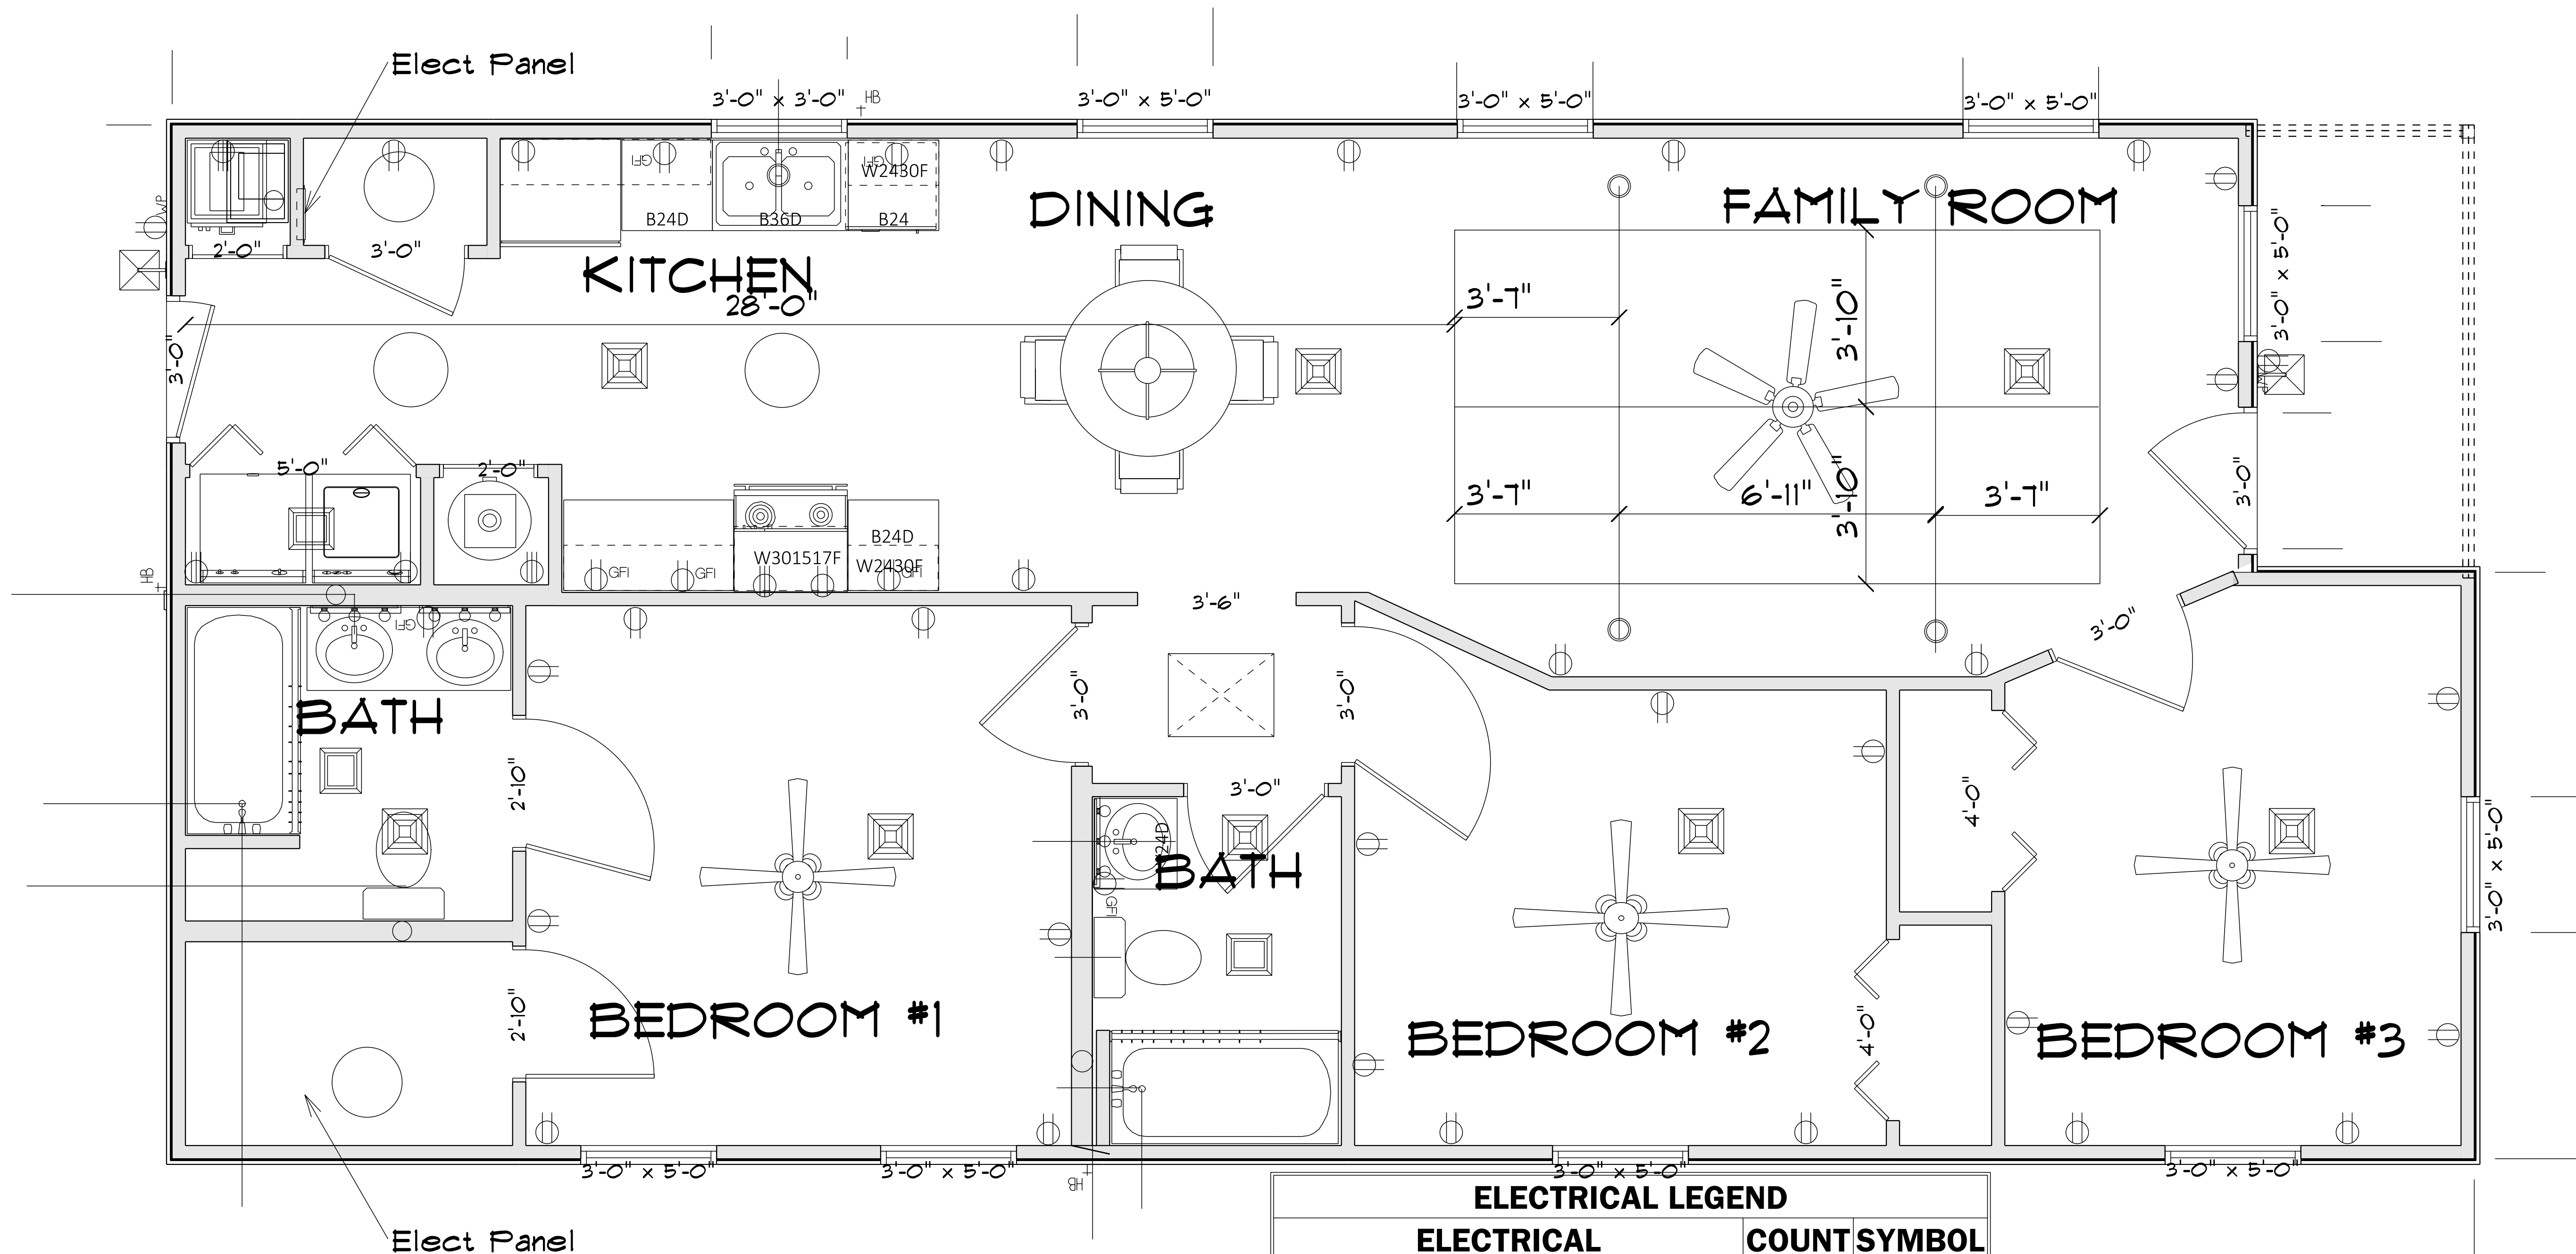 Elect Panel
3'-0" x 3'-0"
HB
3'-0" x 5'-0"
3'-0" x 5'-0"
3'-0" x 5'-0"
GFI
GFI
W2430F
WP
B24D
B36D
B24
DINING
FAMILY ROOM
2'-0"
3'-0"
KITCHEN
28'-0"
3'-7"
3'-10"
3'-0" x 5'-0"
3'-0"
WP
5'-0"
2'-0"
3'-7"
6'-11"
3'-10"
3'-7"
3'-0"
B24D
W301517F
W2430F
GFI
GFI
GFI
HB
3'-6"
GFI
3'-0"
BATH
3'-0"
3'-0"
2'-10"
3'-0"
4'-0"
BATH
GFI
3'-0" x 5'-0"
2'-10"
BEDROOM #1
BEDROOM #2
4'-0"
BEDROOM #3
3'-0" x 5'-0"
3'-0" x 5'-0"
3'-0" x 5'-0"
3'-0" x 5'-0"
HB
ELECTRICAL LEGEND
ELECTRICAL
COUNT
SYMBOL
Elect Panel